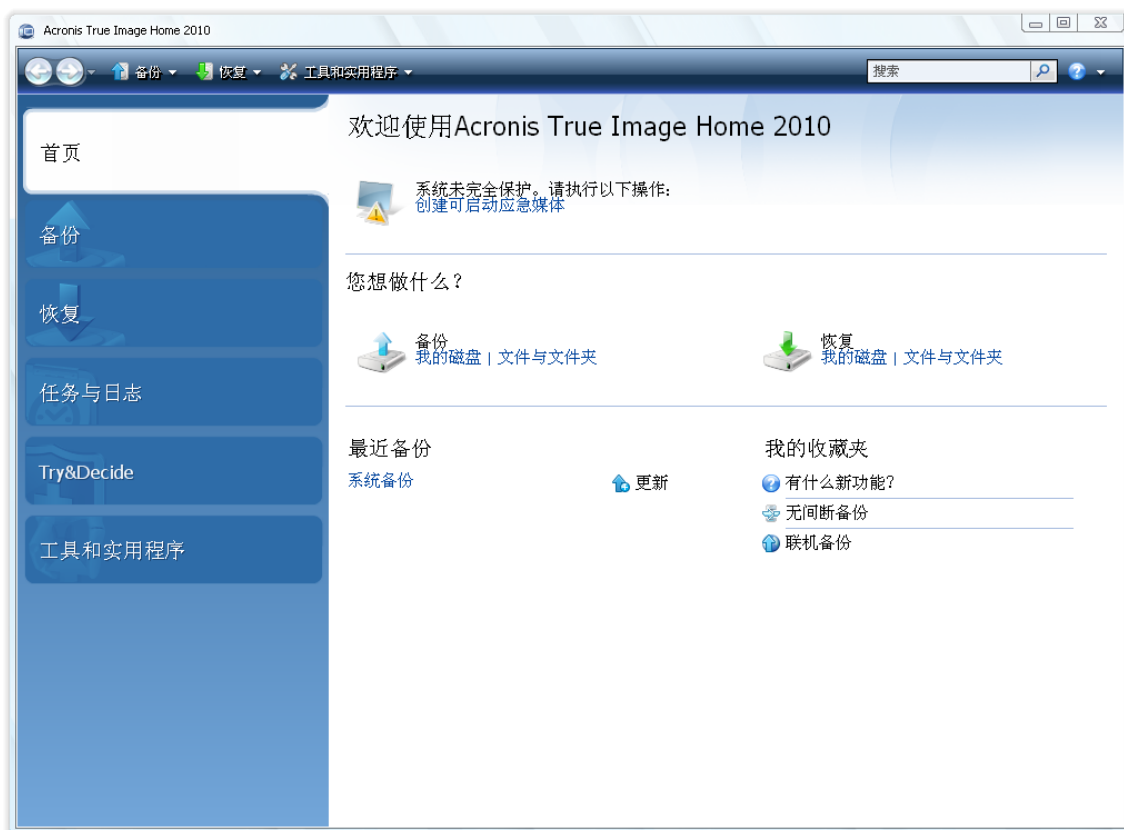 Acronis True Image Home 2010
备份 恢复 工具和实用程序 搜索
首页
备份
恢复
任务与日志
Try&Decide
工具和实用程序
欢迎使用Acronis True Image Home 2010
系统未完全保护。请执行以下操作:
创建可启动应急媒体
您想做什么?
备份
我的磁盘 | 文件与文件夹
恢复
我的磁盘 | 文件与文件夹
最近备份
系统备份 更新
我的收藏夹
有什么新功能?
无间断备份
联机备份